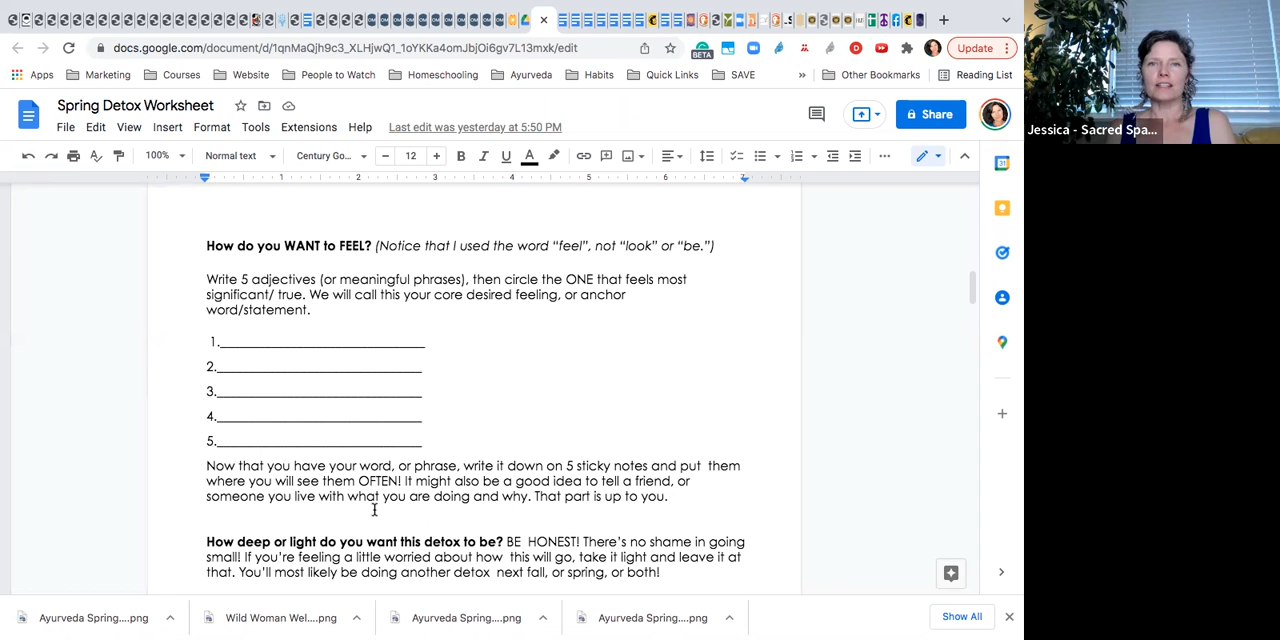 docs.google.com/document/d/1qnMaQjh9c3_XLHjwQ1_1oYKKa4omJbjOi6gv7L13mxk/edit
BETA
Update
Apps
Marketing
Courses
Website
People to Watch
Homeschooling
Ayurveda
Habits
Quick Links
SAVE
»
Other Bookmarks
Reading List
Jessica - Sacred Spa...
Spring Detox Worksheet
File Edit View Insert Format Tools Extensions Help Last edit was yesterday at 5:50 PM
Share
100% Normal text Century Go... 12 B I U A
1 2 3 4 5 6 7
How do you WANT to FEEL? (Notice that I used the word “feel”, not “look” or “be.”)
Write 5 adjectives (or meaningful phrases), then circle the ONE that feels most
significant/ true. We will call this your core desired feeling, or anchor
word/statement.
1.
2.
3.
4.
5.
Now that you have your word, or phrase, write it down on 5 sticky notes and put  them
where you will see them OFTEN! It might also be a good idea to tell a friend, or
someone you live with what you are doing and why. That part is up to you.
How deep or light do you want this detox to be? BE  HONEST! There’s no shame in going
small! If you’re feeling a little worried about how  this will go, take it light and leave it at
that. You’ll most likely be doing another detox  next fall, or spring, or both!
Ayurveda Spring....png
Wild Woman Wel....png
Ayurveda Spring....png
Ayurveda Spring....png
Show All